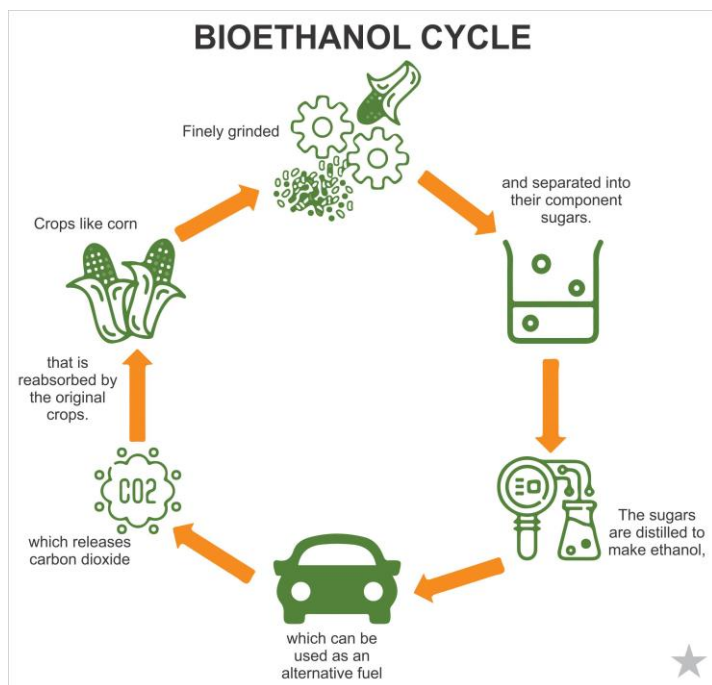 BIOETHANOL CYCLE
Finely grinded
and separated into
their component
sugars.
The sugars
are distilled to
make ethanol,
which can be
used as an
alternative fuel
which releases
carbon dioxide
CO2
that is
reabsorbed by
the original
crops.
Crops like corn